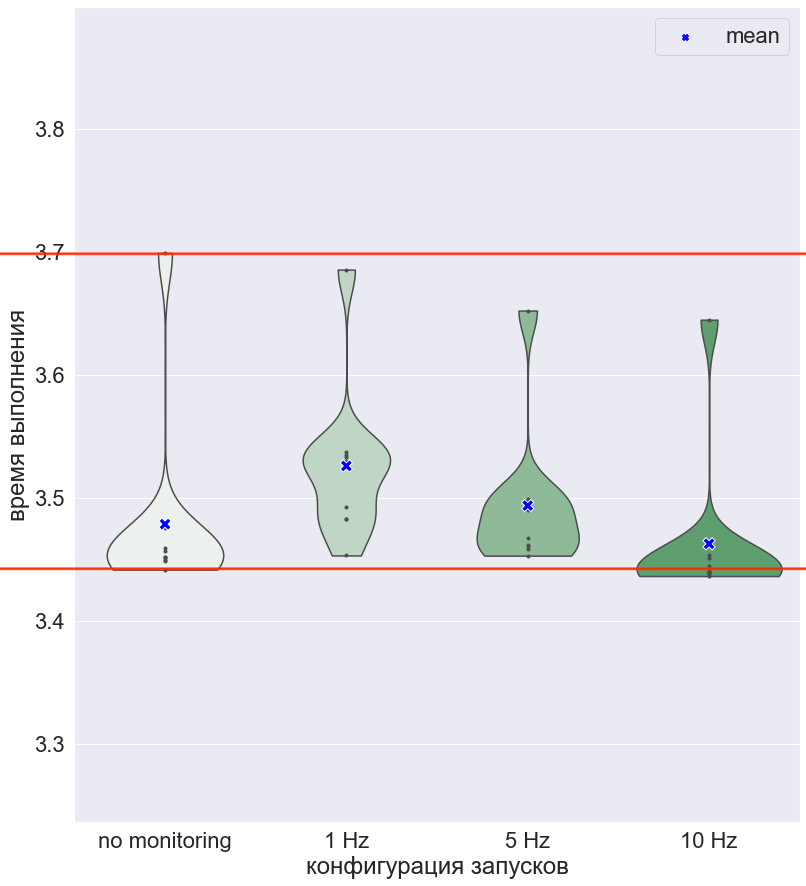 mean
3.8
3.7
3.6
3.5
3.4
3.3
время выполнения
no monitoring
1 Hz
5 Hz
10 Hz
конфигурация запусков